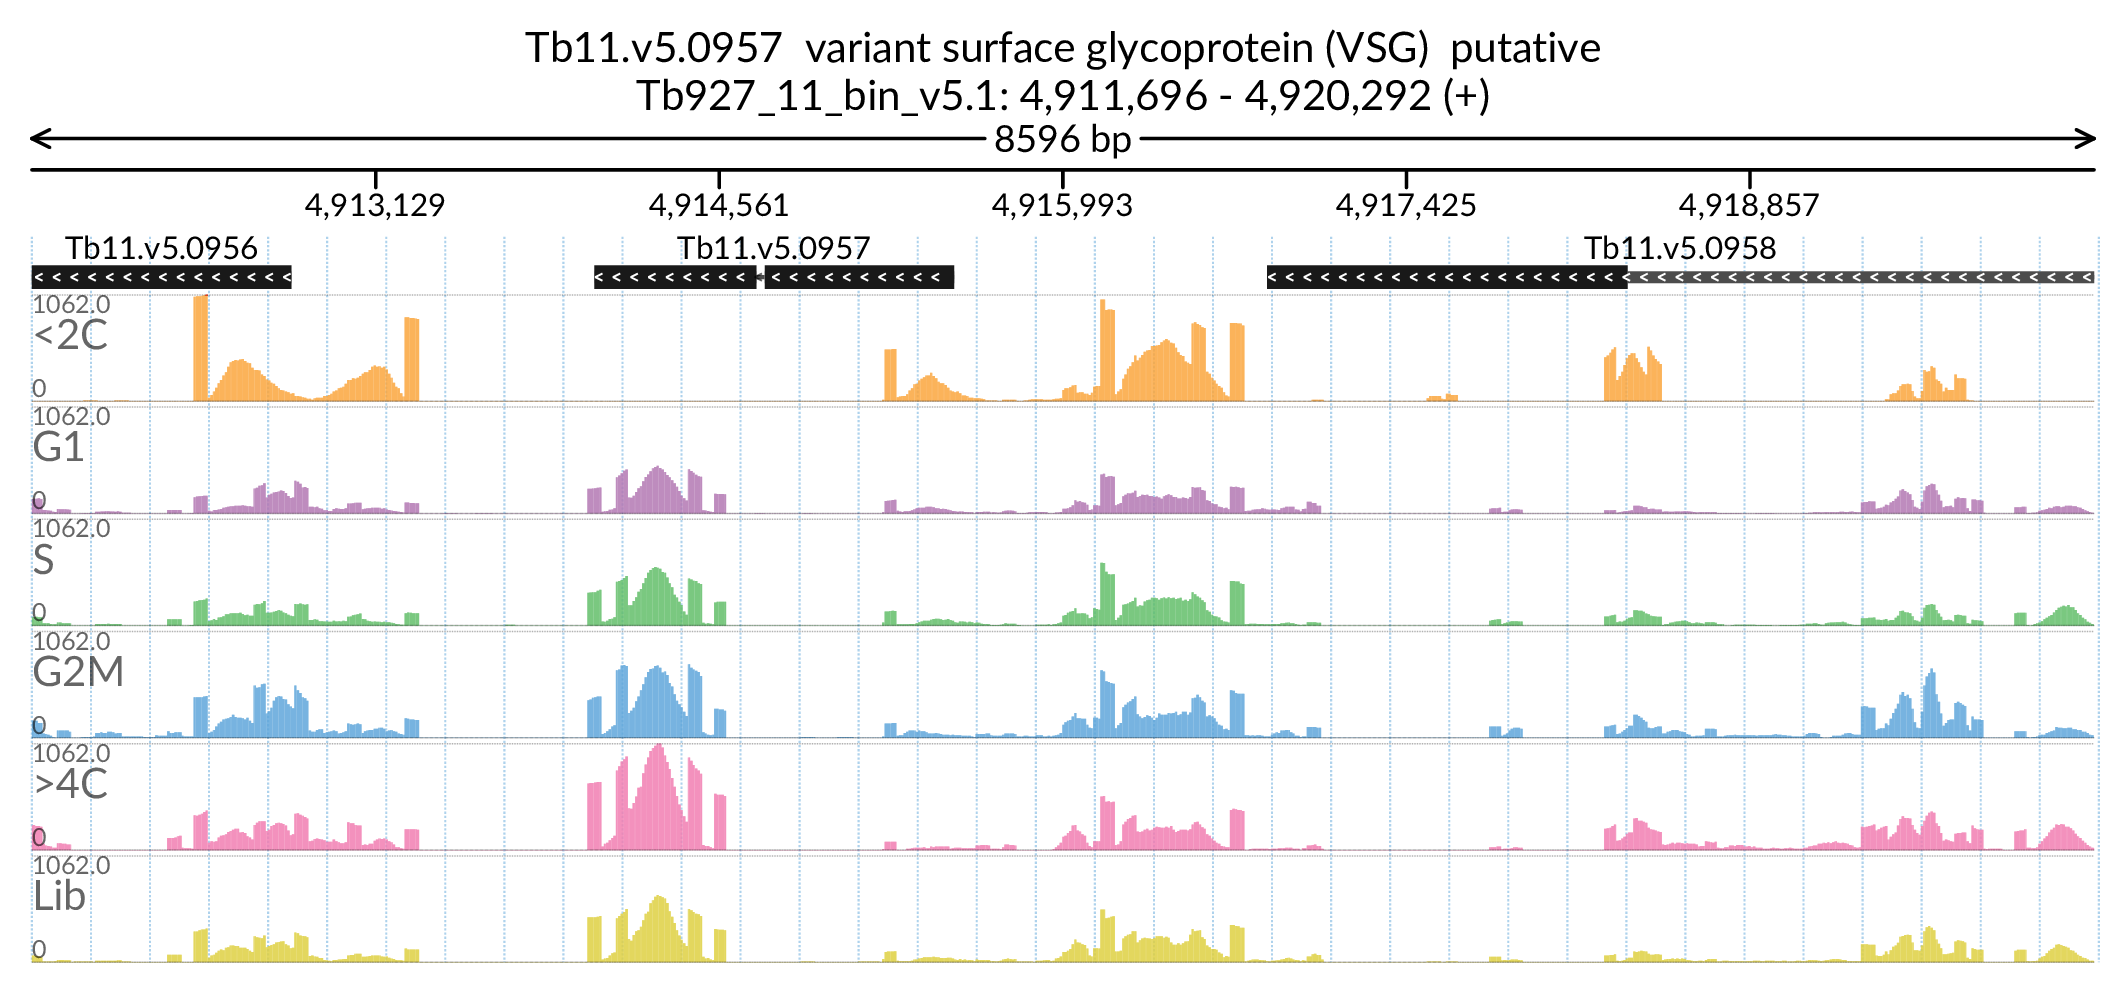 Tb11.v5.0957 variant surface glycoprotein (VSG) putative
Tb927_11_bin_v5.1: 4,911,696 - 4,920,292 (+)
8596 bp
4,913,129 4,914,561 4,915,993 4,917,425 4,918,857
Tb11.v5.0956 Tb11.v5.0957 Tb11.v5.0958
1062.0
<2C
0
1062.0
G1
0
1062.0
S
0
1062.0
G2M
0
1062.0
>4C
0
1062.0
Lib
0